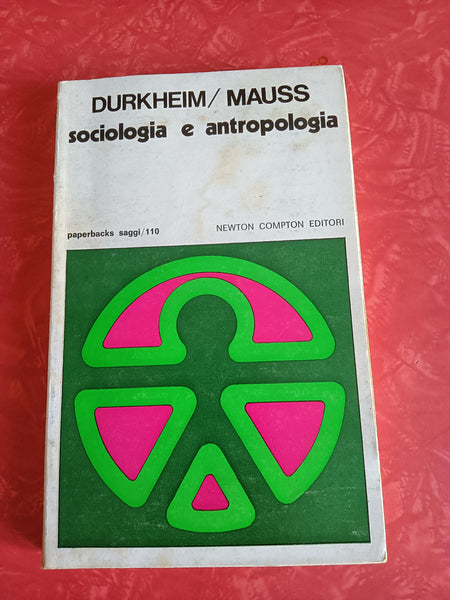 DURKHEIM/ MAUSS
sociologia e antropologia
paperbacks saggi/110 NEWTON COMPTON EDITORI